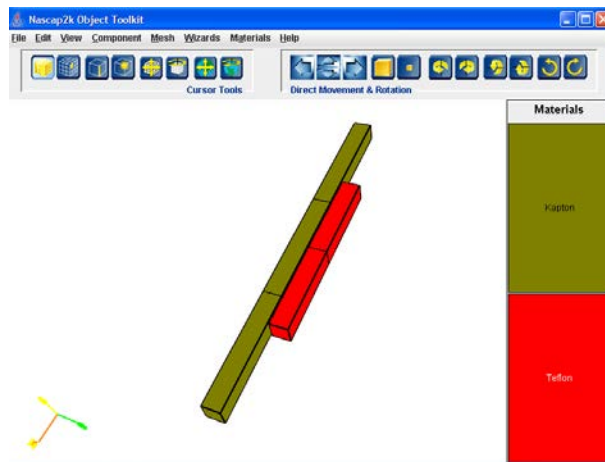 Nascap2k Object Toolkit
File Edit View Component Mesh Wizards Materials Help
Cursor Tools
Direct Movement & Rotation
Materials
Kapton
Teflon